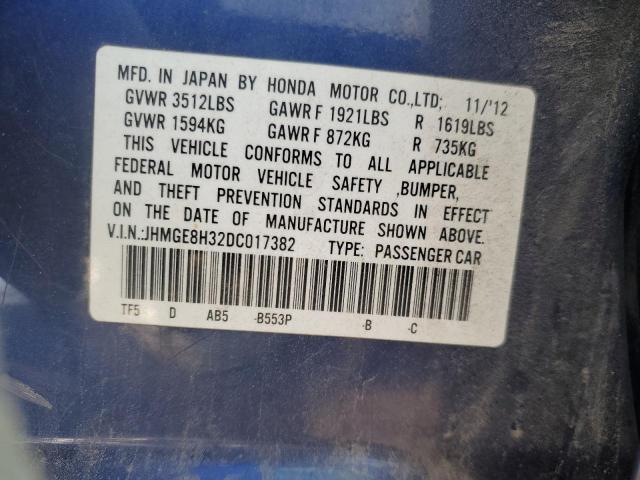 MFD. IN JAPAN BY HONDA MOTOR CO.,LTD; 11/'12
GVWR 3512LBS GAWR F 1921LBS R 1619LBS
GVWR 1594KG GAWR F 872KG R 735KG
THIS VEHICLE CONFORMS TO ALL APPLICABLE
FEDERAL MOTOR VEHICLE SAFETY ,BUMPER,
AND THEFT PREVENTION STANDARDS IN EFFECT
ON THE DATE OF MANUFACTURE SHOWN ABOVE.
V.I.N.:JHMGE8H32DC017382 TYPE: PASSENGER CAR
TF5 D AB5 -B553P -B -C